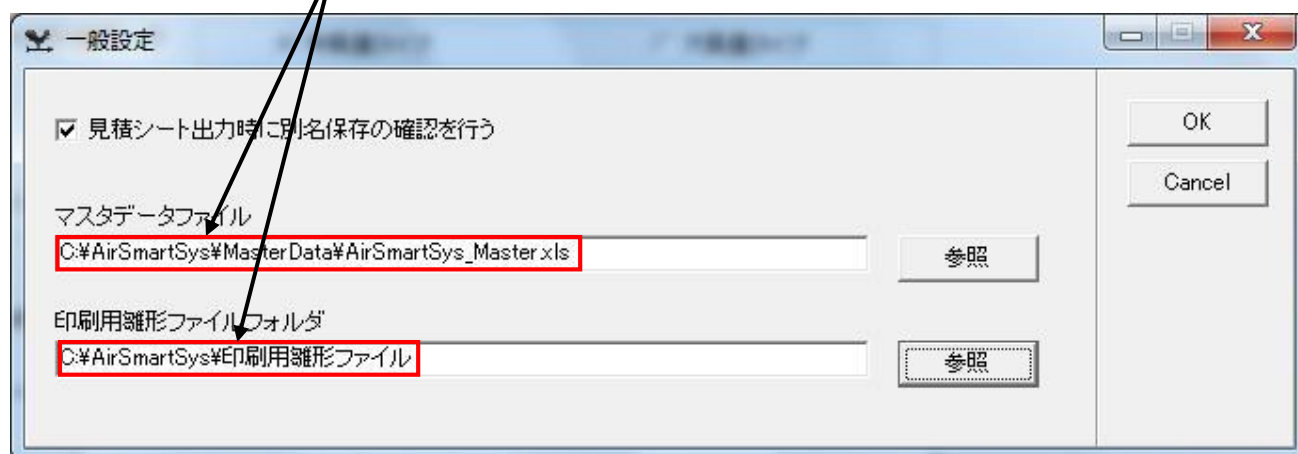 一般設定
見積シート出力時に別名保存の確認を行う
OK
Cancel
マスタデータファイル
C:¥AirSmartSys¥MasterData¥AirSmartSys_Master.xls
参照
印刷用雛形ファイルフォルダ
C:¥AirSmartSys¥印刷用雛形ファイル
参照